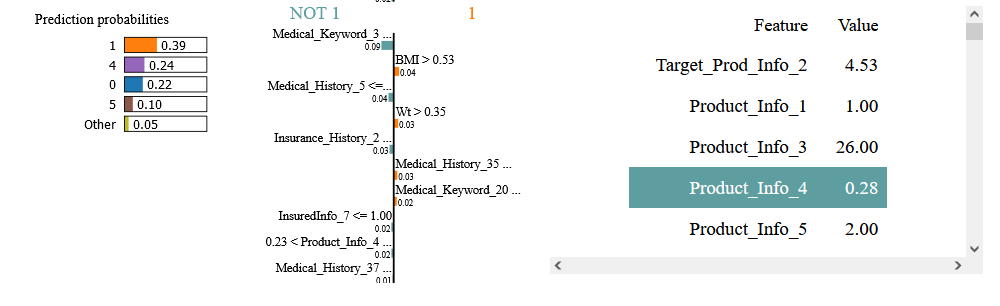 Prediction probabilities
1 0.39
4 0.24
0 0.22
5 0.10
Other 0.05
NOT 1
1
Medical_Keyword_3 ...
0.09
BMI > 0.53
0.04
Medical_History_5 <=...
0.04
Wt > 0.35
0.03
Insurance_History_2 ...
0.03
Medical_History_35 ...
0.03
Medical_Keyword_20 ...
0.02
InsuredInfo_7 <= 1.00
0.02
0.23 < Product_Info_4 ...
0.02
Medical_History_37 ...
0.01
Feature Value
Target_Prod_Info_2 4.53
Product_Info_1 1.00
Product_Info_3 26.00
Product_Info_4 0.28
Product_Info_5 2.00